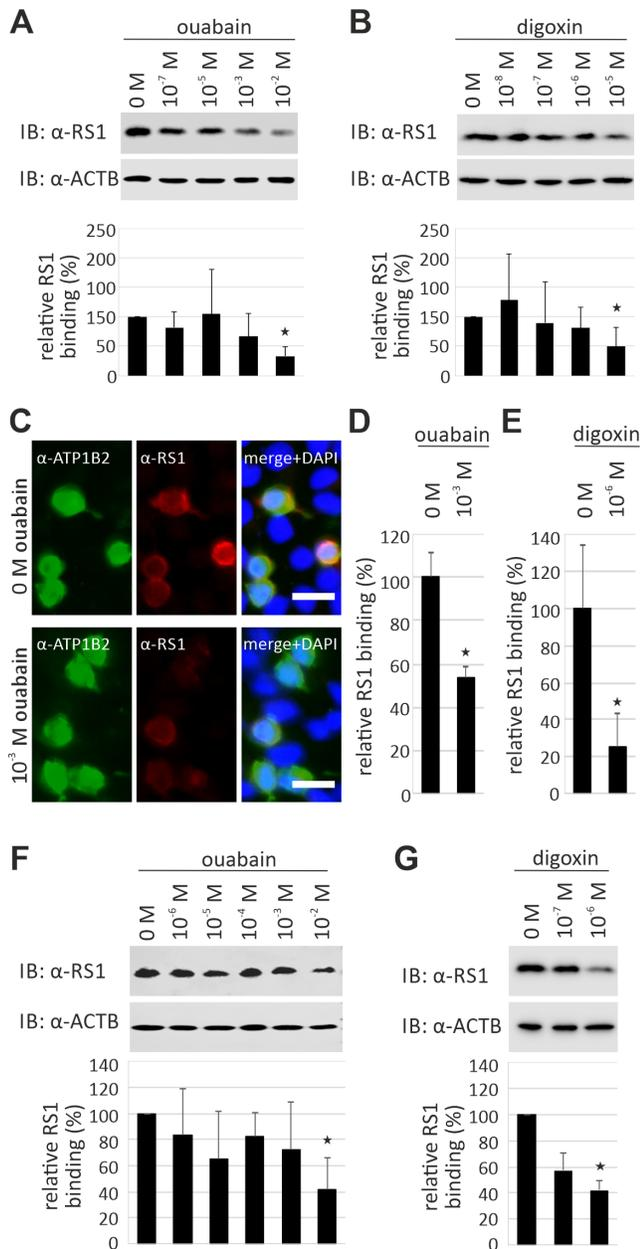 A
ouabain
0 M
10⁻⁷ M
10⁻⁵ M
10⁻³ M
10⁻² M
IB: α-RS1
IB: α-ACTB
relative RS1
binding (%)
250
200
100
150
50
0
★
B
digoxin
0 M
10⁻⁸ M
10⁻⁷ M
10⁻⁶ M
10⁻⁵ M
IB: α-RS1
IB: α-ACTB
relative RS1
binding (%)
250
200
100
150
50
0
★
C
0 M ouabain
α-ATP1B2
α-RS1
merge+DAPI
10⁻³ M ouabain
α-ATP1B2
α-RS1
merge+DAPI
D
ouabain
0 M
10⁻³ M
relative RS1 binding (%)
120
100
80
60
40
20
0
★
E
digoxin
0 M
10⁻⁶ M
relative RS1 binding (%)
140
120
100
80
60
40
20
0
★
F
ouabain
0 M
10⁻⁶ M
10⁻⁵ M
10⁻⁴ M
10⁻³ M
10⁻² M
IB: α-RS1
IB: α-ACTB
relative RS1
binding (%)
140
120
100
80
60
40
20
0
★
G
digoxin
0 M
10⁻⁷ M
10⁻⁶ M
IB: α-RS1
IB: α-ACTB
relative RS1
binding (%)
140
120
100
80
60
40
20
0
★